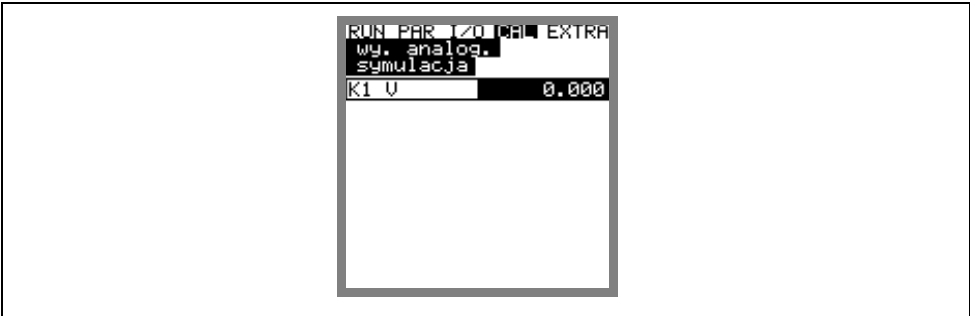 RUN PAR I/O CAL EXTRA
wy. analog.
symulacja
K1 V 0.000